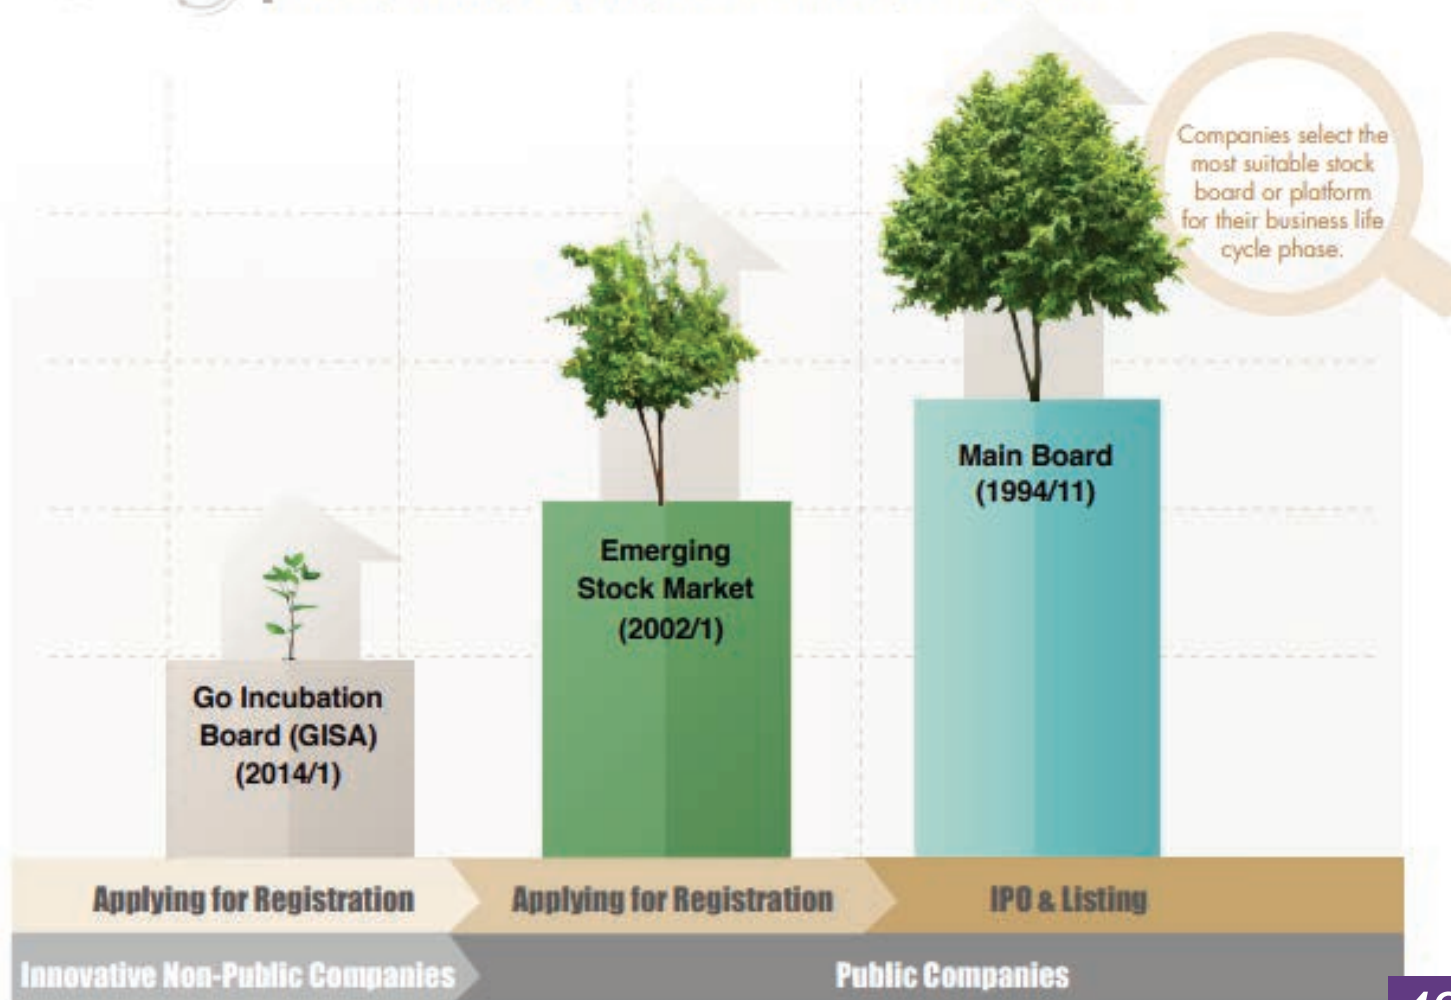 Companies select the
most suitable stock
board or platform
for their business life
cycle phase.
Main Board
(1994/11)
Emerging
Stock Market
(2002/1)
Go Incubation
Board (GISA)
(2014/1)
Applying for Registration
Applying for Registration
IPO & Listing
Innovative Non-Public Companies
Public Companies